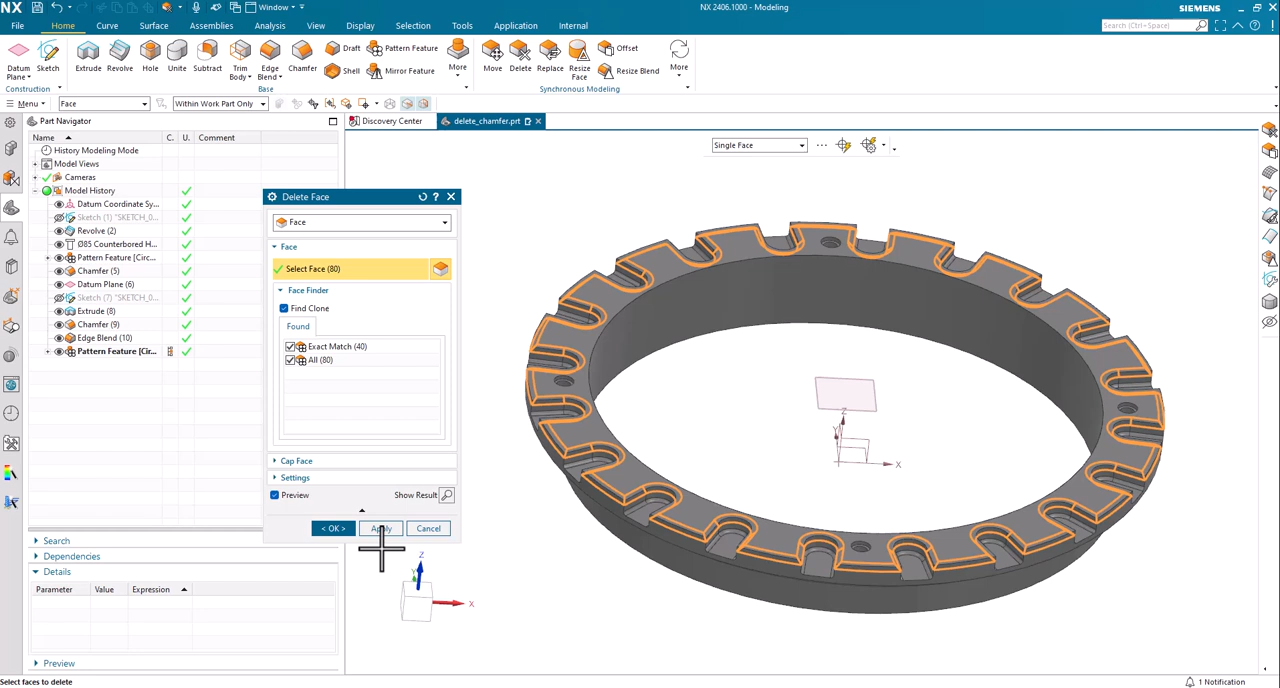 NX
Window
NX 2406.1000 - Modeling
SIEMENS
File Home Curve Surface Assemblies Analysis View Display Selection Tools Application Internal
Search (Ctrl+Space)
Datum Plane
Sketch
Extrude
Revolve
Hole
Unite
Subtract
Trim Body
Edge Blend
Chamfer
Draft
Shell
Pattern Feature
Mirror Feature
More
Move
Delete
Replace
Resize Face
Offset
Resize Blend
More
Construction
Base
Synchronous Modeling
Menu
Face
Within Work Part Only
Part Navigator
Discovery Center
delete_chamfer.prt
Name C. U. Comment
History Modeling Mode
Model Views
Cameras
Model History
Datum Coordinate Sy...
Sketch (1) "SKETCH_0...
Revolve (2)
Ø85 Counterbored H...
Pattern Feature [Circ...
Chamfer (5)
Datum Plane (6)
Sketch (7) "SKETCH_0...
Extrude (8)
Chamfer (9)
Edge Blend (10)
Pattern Feature [Cir...
Single Face
Delete Face
Face
Face
Select Face (80)
Face Finder
Find Clone
Found
Exact Match (40)
All (80)
Cap Face
Settings
Preview
Show Result
< OK >
Apply
Cancel
Z
Y
X
Z
Y
X
Search
Dependencies
Details
Parameter Value Expression
Preview
Select faces to delete
1 Notification